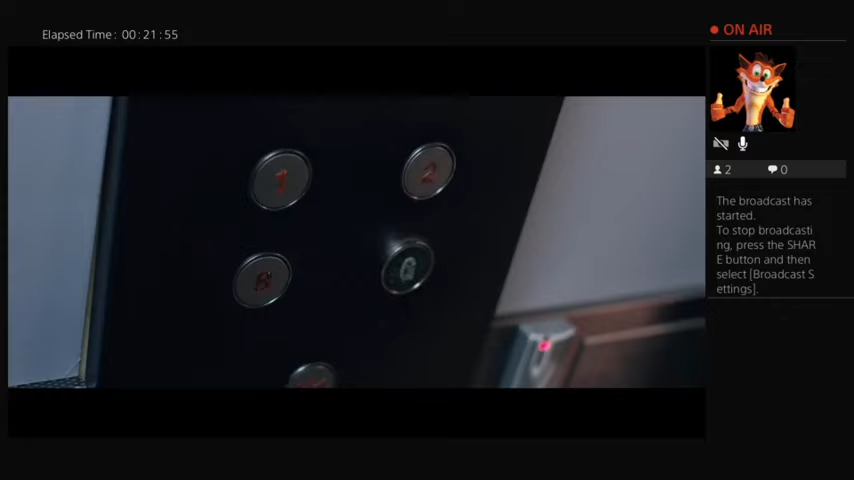 Elapsed Time: 00:21:55
ON AIR
1
2
2
0
B
G
The broadcast has
started.
To stop broadcasti
ng, press the SHAR
E button and then
select [Broadcast S
ettings].